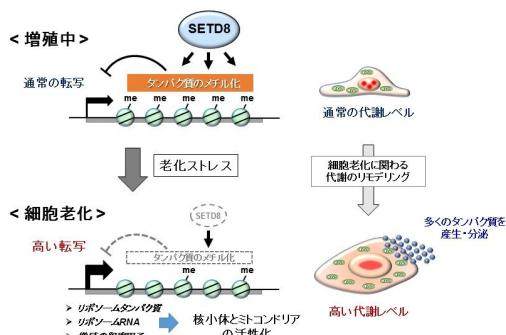 SETD8
<増殖中>
通常の転写
タンパク質のメチル化
me me me me me
通常の代謝レベル
老化ストレス
細胞老化に関わる
代謝のリモデリング
<細胞老化>
SETD8
高い転写
タンパク質のメチル化
me me
多くのタンパク質を
産生・分泌
高い代謝レベル
➤ リボソームタンパク質
➤ リボソームRNA
核小体とミトコンドリア
の活性化